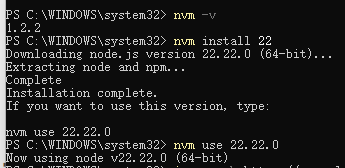 PS C:\WINDOWS\system32> nvm -v
1.2.2
PS C:\WINDOWS\system32> nvm install 22
Downloading node.js version 22.22.0 (64-bit)...
Extracting node and npm...
Complete
Installation complete.
If you want to use this version, type:
nvm use 22.22.0
PS C:\WINDOWS\system32> nvm use 22.22.0
Now using node v22.22.0 (64-bit)